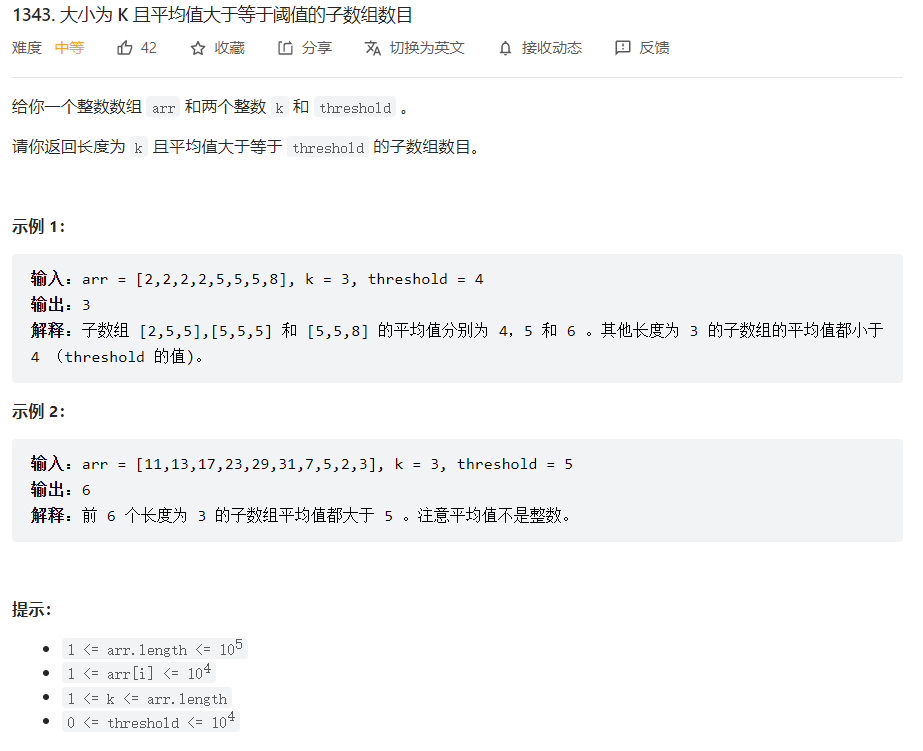 1343. 大小为 K 且平均值大于等于阈值的子数组数目
难度 中等 42 收藏 分享 切换为英文 接收动态 反馈
给你一个整数数组 arr 和两个整数 k 和 threshold 。
请你返回长度为 k 且平均值大于等于 threshold 的子数组数目。
示例 1：
输入：arr = [2,2,2,2,5,5,5,8], k = 3, threshold = 4
输出：3
解释：子数组 [2,5,5],[5,5,5] 和 [5,5,8] 的平均值分别为 4，5 和 6 。其他长度为 3 的子数组的平均值都小于
4 （threshold 的值)。
示例 2：
输入：arr = [11,13,17,23,29,31,7,5,2,3], k = 3, threshold = 5
输出：6
解释：前 6 个长度为 3 的子数组平均值都大于 5 。注意平均值不是整数。
提示：
• 1 <= arr.length <= 10^5
• 1 <= arr[i] <= 10^4
• 1 <= k <= arr.length
• 0 <= threshold <= 10^4